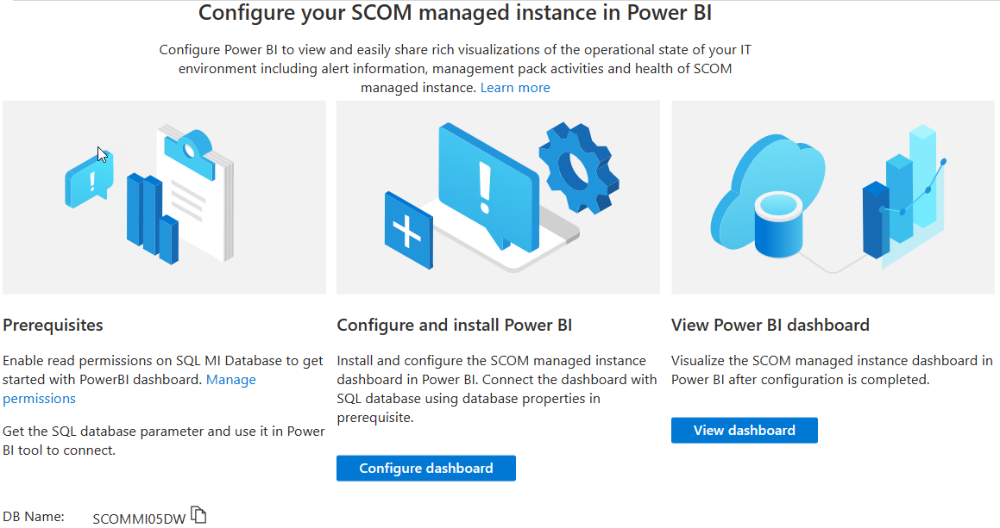 Configure your SCOM managed instance in Power BI
Configure Power BI to view and easily share rich visualizations of the operational state of your IT
environment including alert information, management pack activities and health of SCOM
managed instance. Learn more
Prerequisites
Enable read permissions on SQL MI Database to get
started with PowerBI dashboard. Manage
permissions
Get the SQL database parameter and use it in Power
BI tool to connect.
DB Name: SCOMMI05DW
Configure and install Power BI
Install and configure the SCOM managed instance
dashboard in Power BI. Connect the dashboard with
SQL database using database properties in
prerequisite.
Configure dashboard
View Power BI dashboard
Visualize the SCOM managed instance dashboard in
Power BI after configuration is completed.
View dashboard